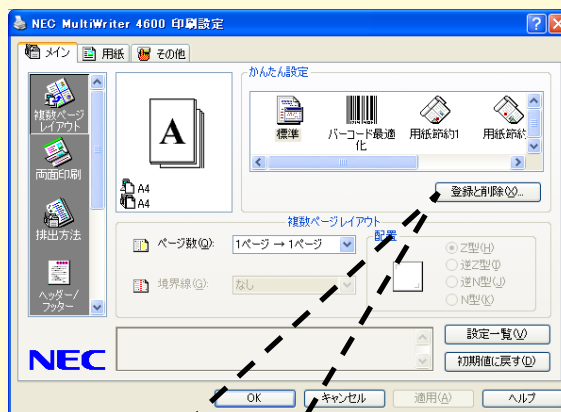 NEC MultiWriter 4600 印刷設定
メイン 用紙 その他
複数ページ
レイアウト
両面印刷
排出方法
ヘッダー/
フッター
A
A4
A4
かんたん設定
標準
バーコード最適
化
用紙節約1
用紙節約
登録と削除(X)...
複数ページレイアウト
ページ数(Q): 1ページ → 1ページ
境界線(G): なし
配置
Z型(H)
逆Z型(I)
逆N型(J)
N型(K)
NEC
設定一覧(V)
初期値に戻す(D)
OK キャンセル 適用(A) ヘルプ